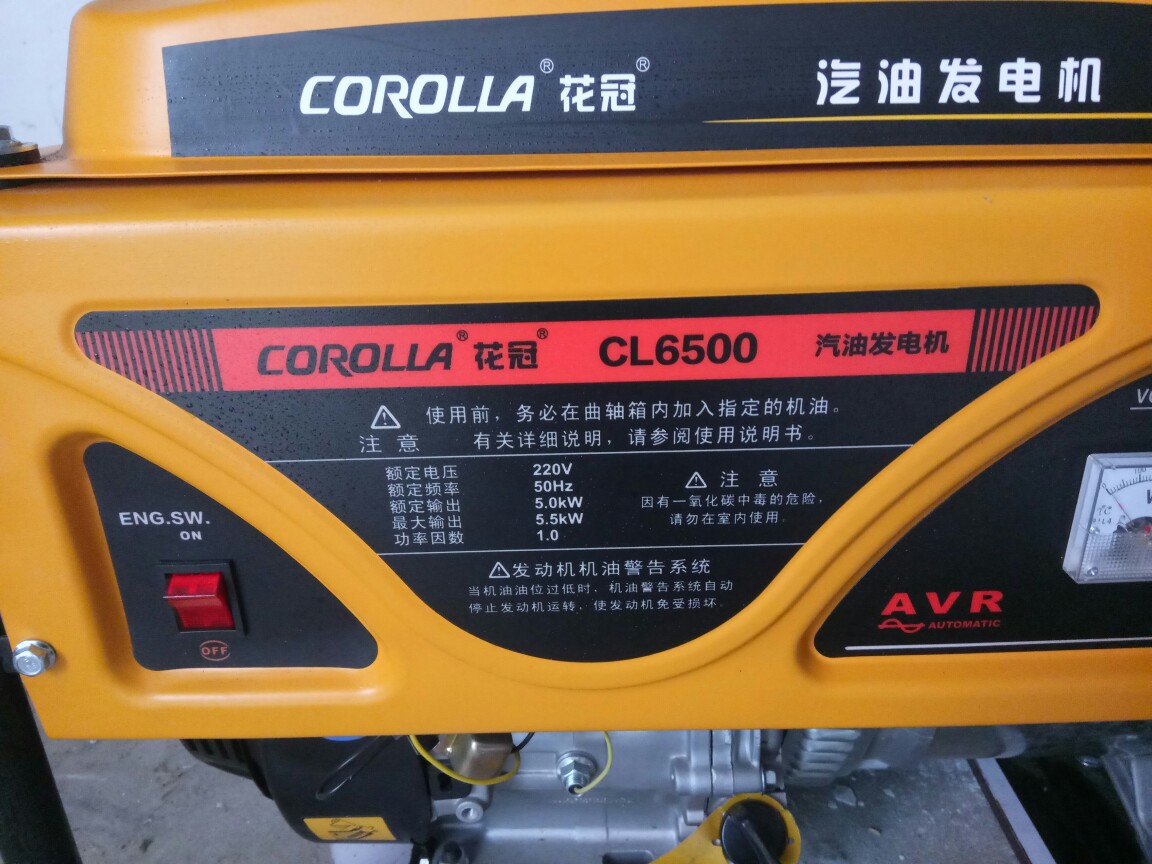 COROLLA® 花冠® 汽油发电机
COROLLA® 花冠® CL6500 汽油发电机
使用前，务必在曲轴箱内加入指定的机油。
注意 有关详细说明，请参阅使用说明书。
额定电压 220V
额定频率 50Hz
额定输出 5.0kW
最大输出 5.5kW
功率因数 1.0
注意
因有一氧化碳中毒的危险，
请勿在室内使用。
发动机机油警告系统
当机油油位过低时，机油警告系统自动
停止发动机运转，使发动机免受损坏。
ENG.SW.
ON
OFF
AVR
AUTOMATIC